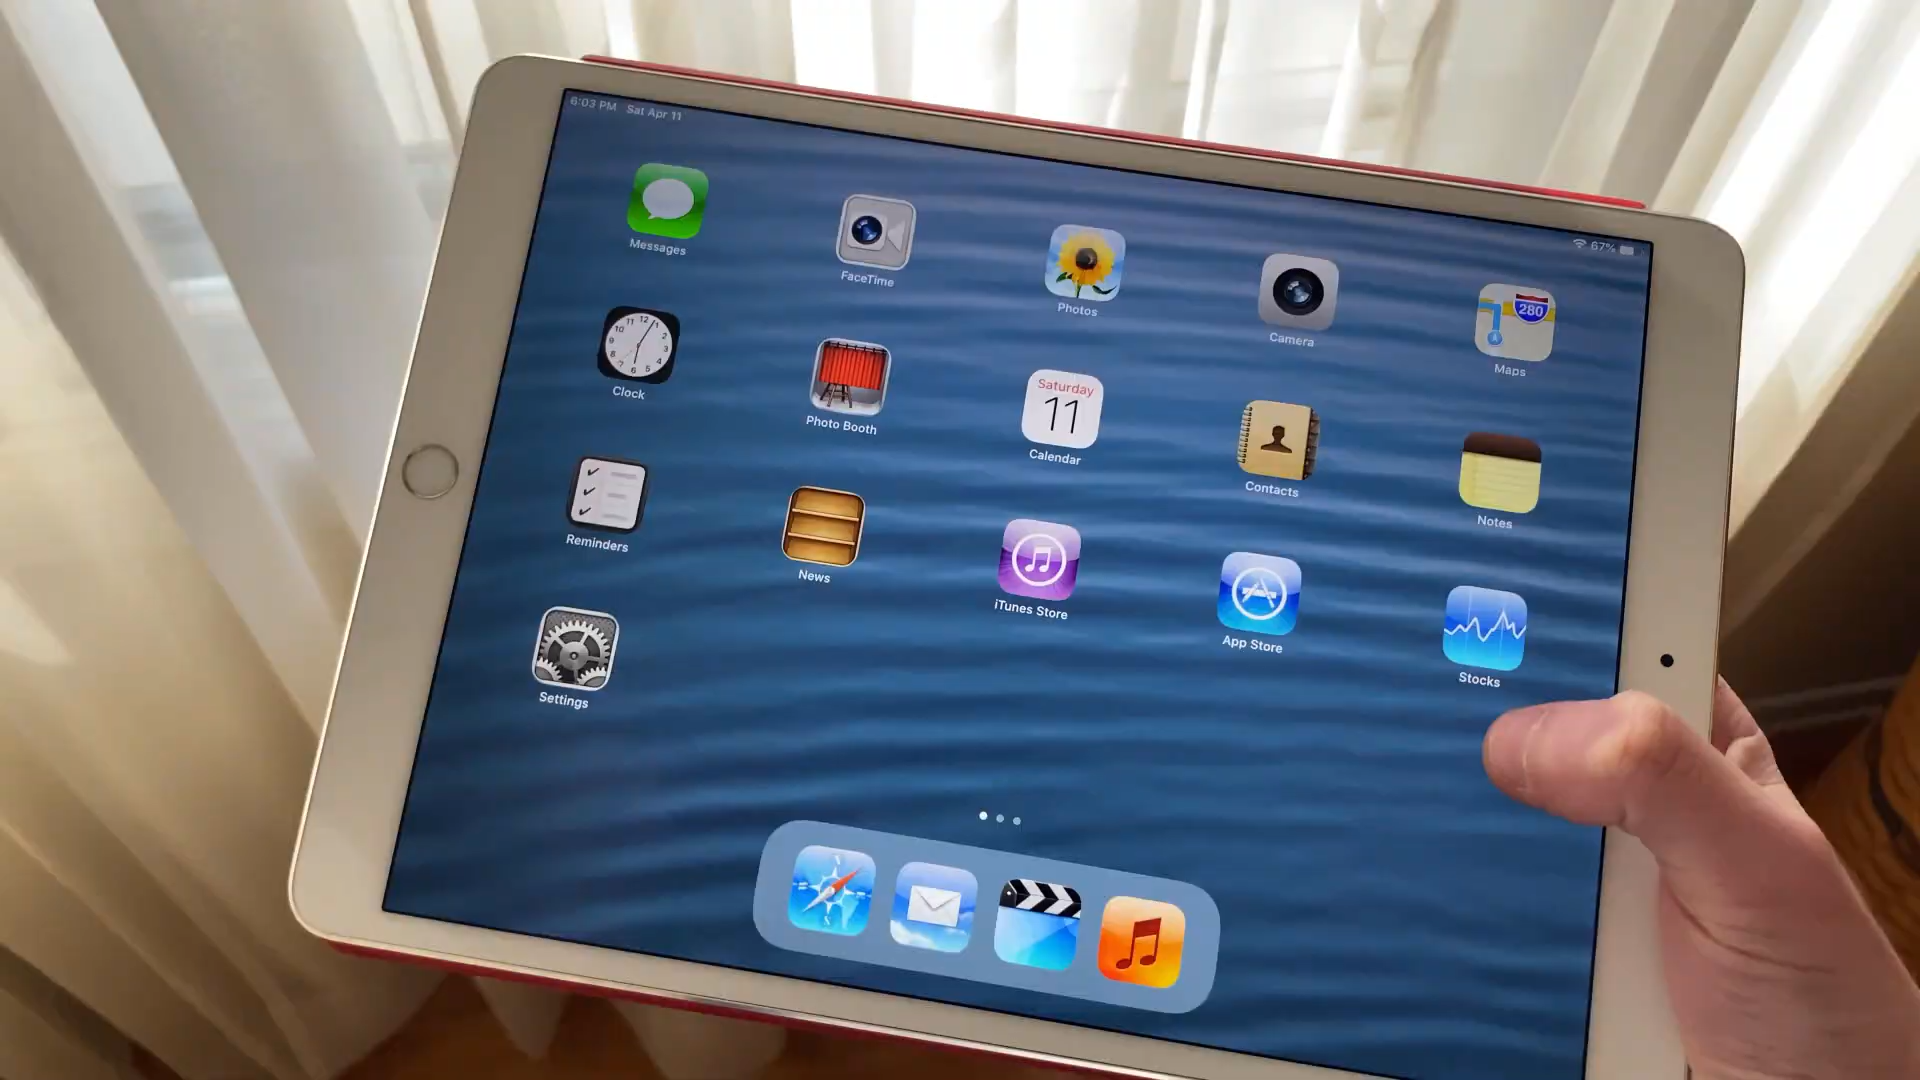 6:03 PM Sat Apr 11
67%
Messages
FaceTime
Photos
Camera
280
Maps
12
Clock
Photo Booth
Saturday
11
Calendar
Contacts
Notes
Reminders
News
iTunes Store
App Store
Stocks
Settings